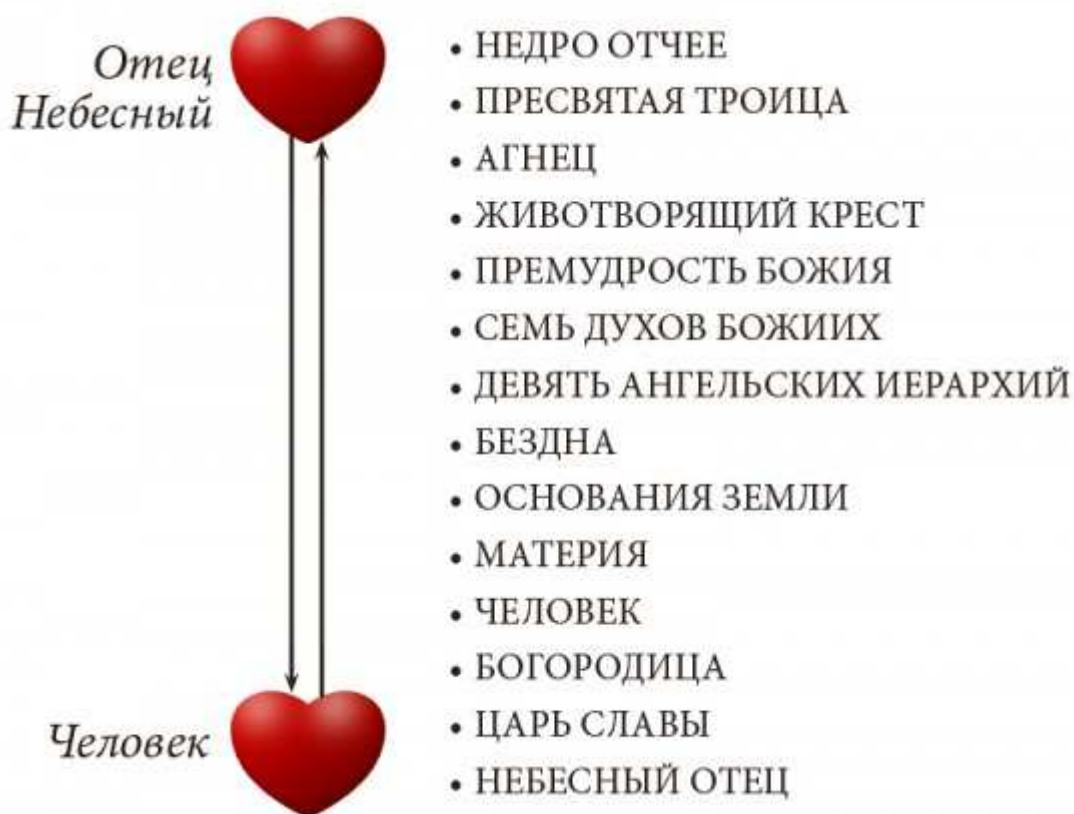 Отец
Небесный
• НЕДРО ОТЧЕЕ
• ПРЕСВЯТАЯ ТРОИЦА
• АГНЕЦ
• ЖИВОТВОРЯЩИЙ КРЕСТ
• ПРЕМУДРОСТЬ БОЖИЯ
• СЕМЬ ДУХОВ БОЖИИХ
• ДЕВЯТЬ АНГЕЛЬСКИХ ИЕРАРХИЙ
• БЕЗДНА
• ОСНОВАНИЯ ЗЕМЛИ
• МАТЕРИЯ
• ЧЕЛОВЕК
• БОГОРОДИЦА
• ЦАРЬ СЛАВЫ
• НЕБЕСНЫЙ ОТЕЦ
Человек